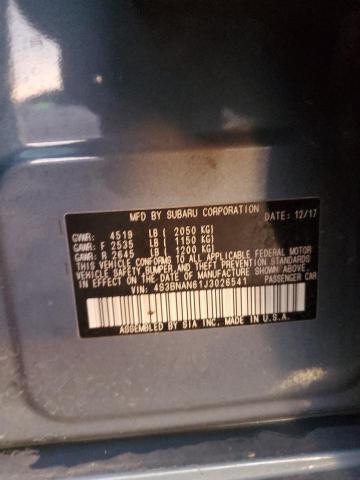 MFD BY SUBARU CORPORATION DATE: 12/17
GVWR: 4519 LB ( 2050 KG)
GAWR: F 2535 LB ( 1150 KG)
GAWR: R 2645 LB ( 1200 KG)
THIS VEHICLE CONFORMS TO ALL APPLICABLE FEDERAL MOTOR
VEHICLE SAFETY, BUMPER, AND THEFT PREVENTION STANDARDS
IN EFFECT ON THE DATE OF MANUFACTURE SHOWN ABOVE.
VIN: 4S3BNAN61J3026541 PASSENGER CAR
ASSEMBLED BY SIA INC. MADE IN U.S.A.